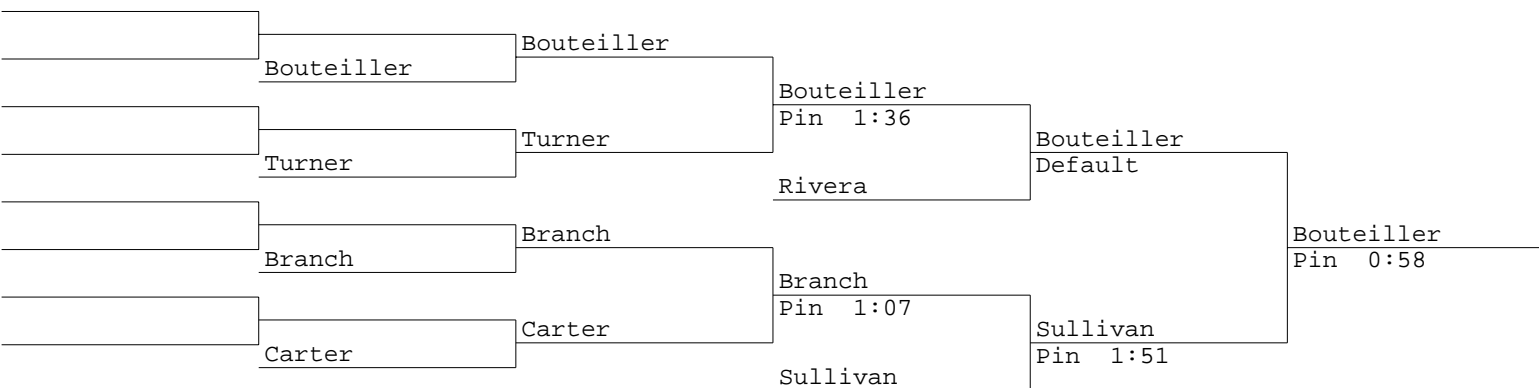 Bouteiller
Bouteiller
Bouteiller
Pin 1:36
Turner
Bouteiller
Turner
Default
Rivera
Branch
Bouteiller
Branch
Pin 0:58
Branch
Pin 1:07
Carter
Sullivan
Carter
Pin 1:51
Sullivan